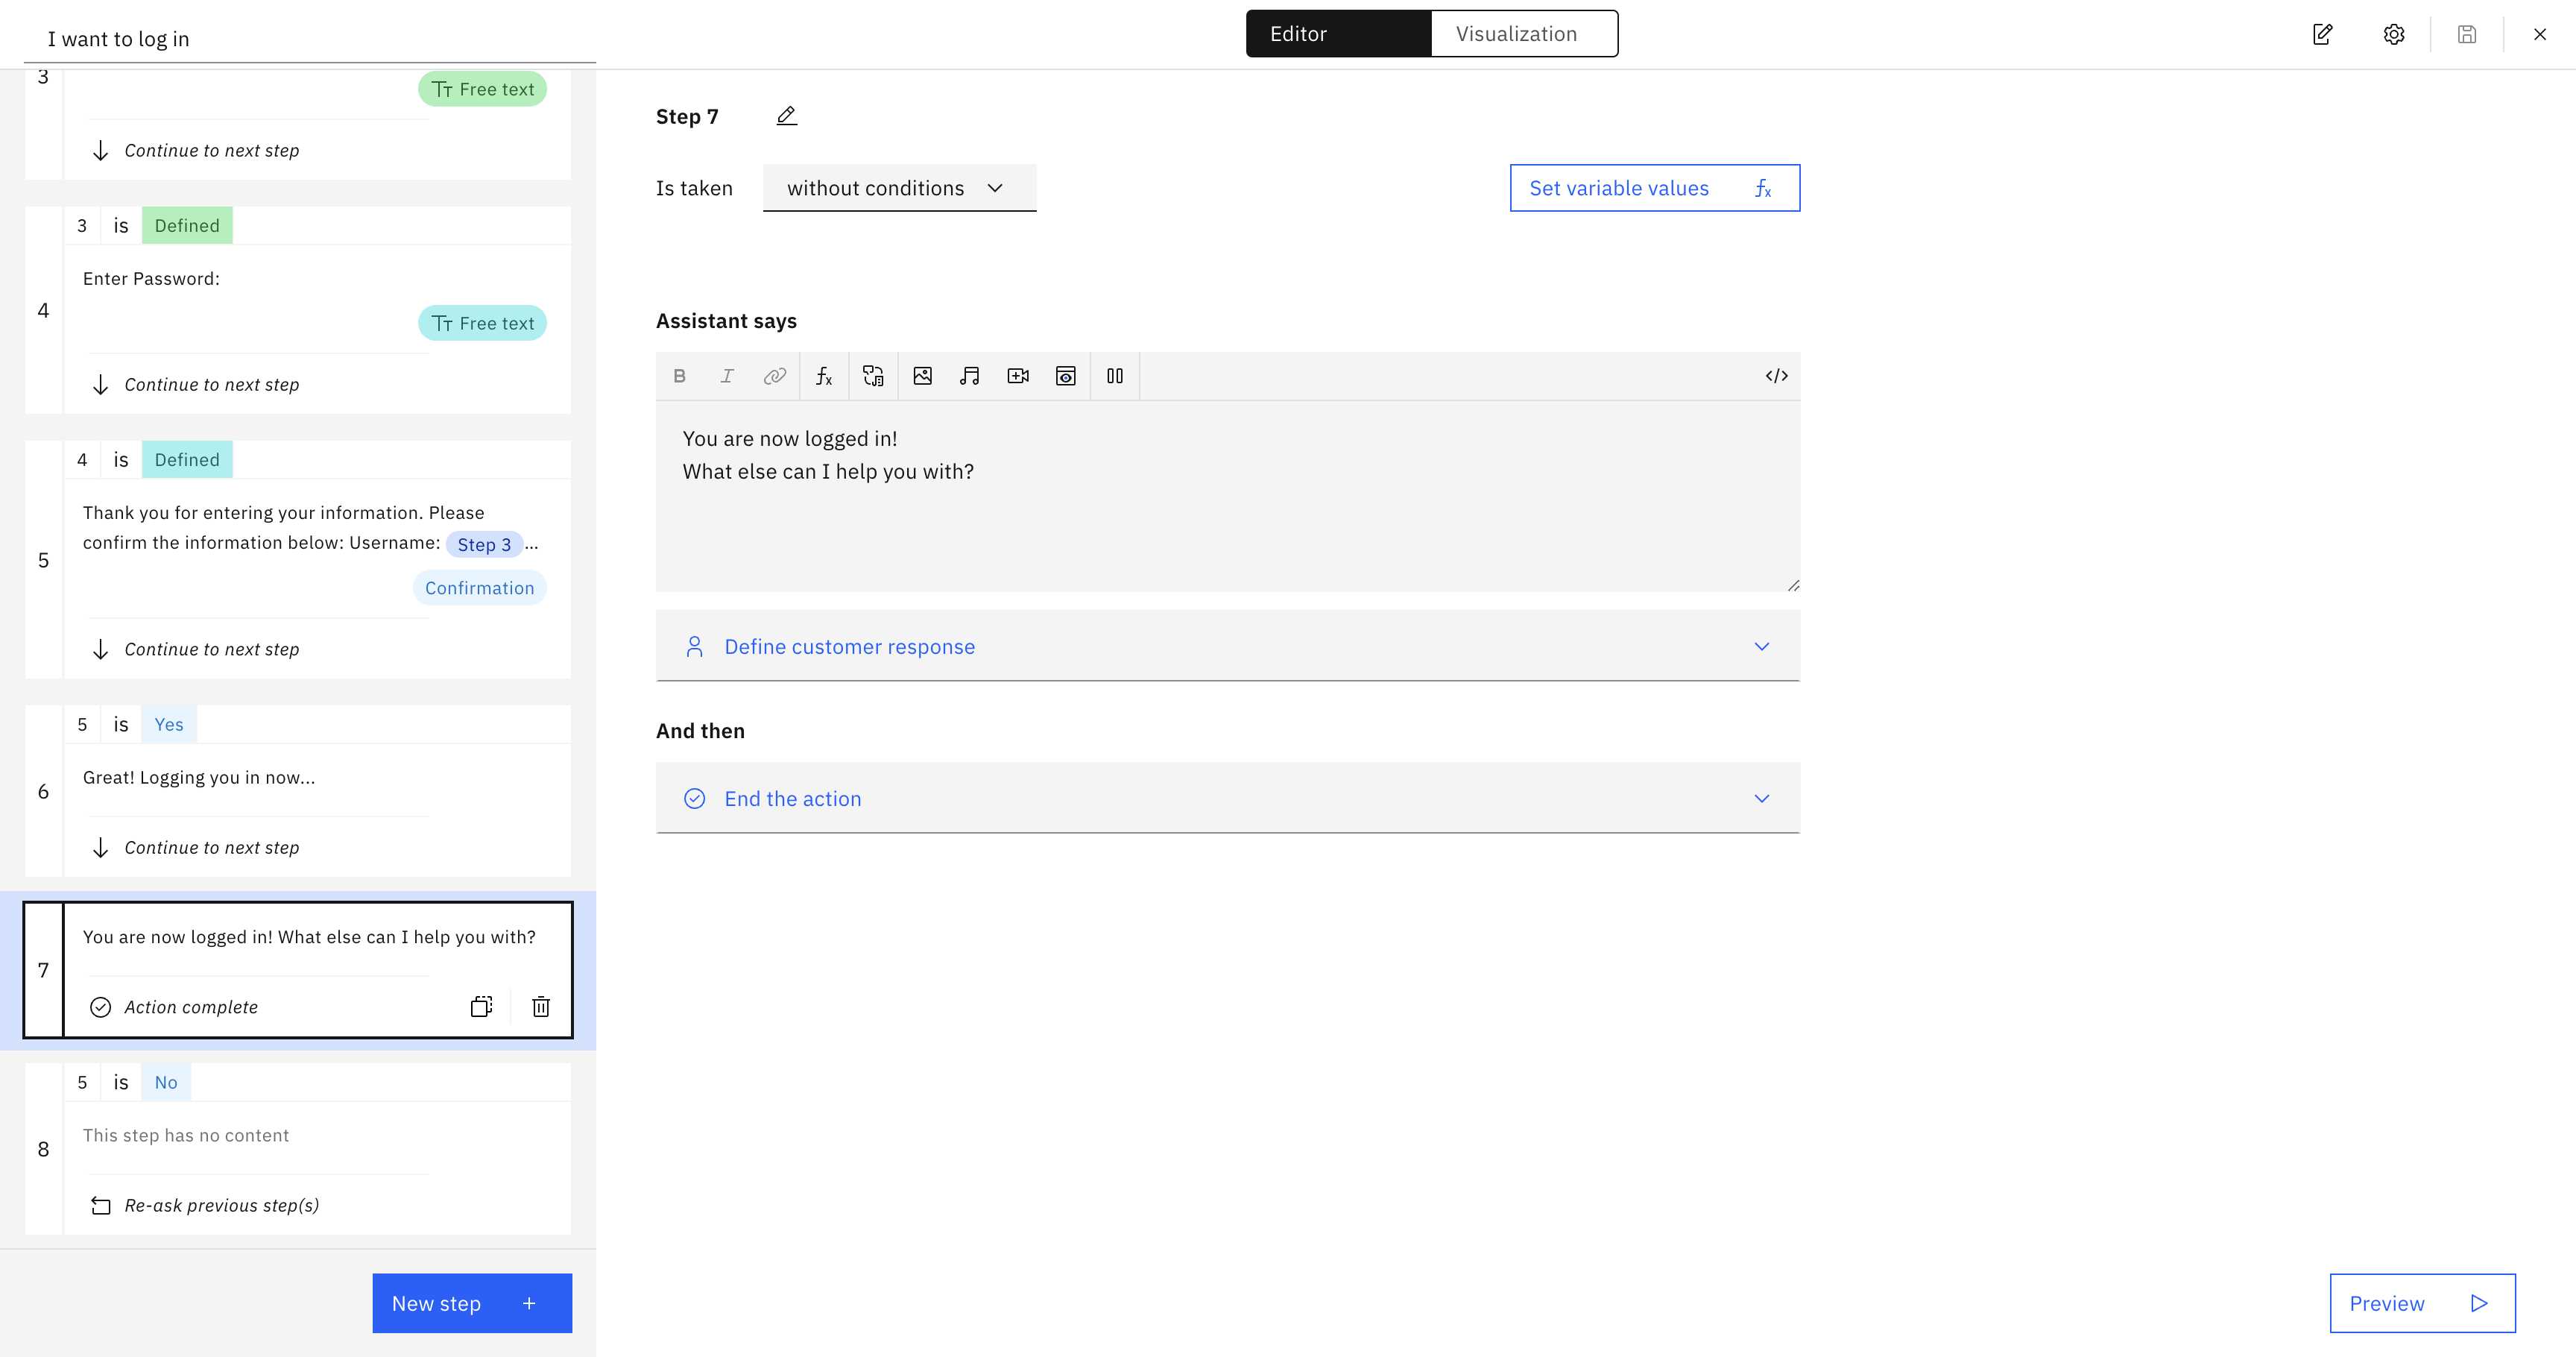 I want to log in
Editor
Visualization
3
Free text
Continue to next step
3 is Defined
4
Enter Password:
Free text
Continue to next step
4 is Defined
5
Thank you for entering your information. Please
confirm the information below: Username: Step 3 ...
Confirmation
Continue to next step
5 is Yes
6
Great! Logging you in now...
Continue to next step
7
You are now logged in! What else can I help you with?
Action complete
5 is No
8
This step has no content
Re-ask previous step(s)
New step +
Step 7
Is taken without conditions
Set variable values fx
Assistant says
B I fx </>
You are now logged in!
What else can I help you with?
Define customer response
And then
End the action
Preview